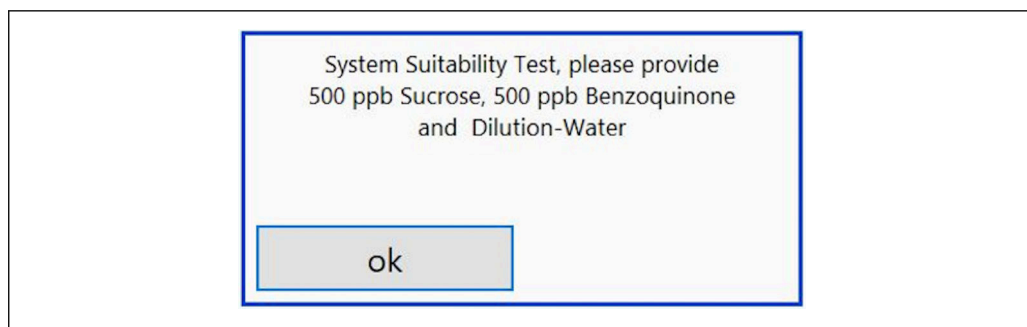 System Suitability Test, please provide
500 ppb Sucrose, 500 ppb Benzoquinone
and  Dilution-Water
ok